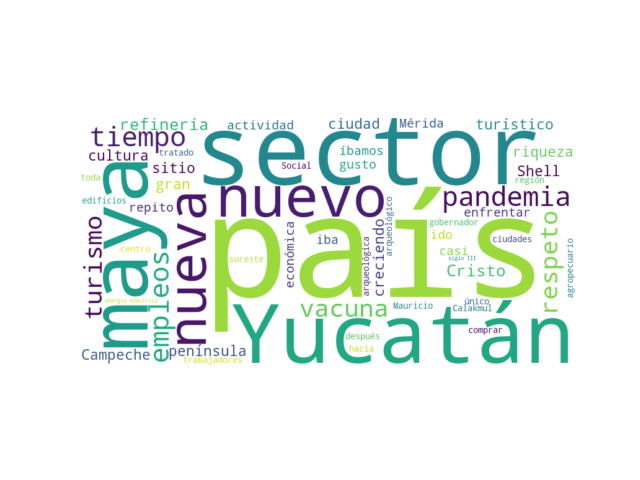 refinería
actividad
ciudad
Mérida
turístico
tiempo
sector
íbamos
riqueza
cultura
tratado
sitio
Social
gusto
Shell
toda
gran
maya
nueva
nuevo
pandemia
edificios
repito
país
arqueológico
enfrentar
turismo
empleos
económica
creciendo
gobernador
ido
respeto
iba
ciudades
centro
arqueológica
casi
siglo III
agropecuario
sureste
Cristo
región
energía eléctrica
vacuna
Mauricio
único
Calakmul
Yucatán
comprar
Campeche
península
después
hacia
trabajadores